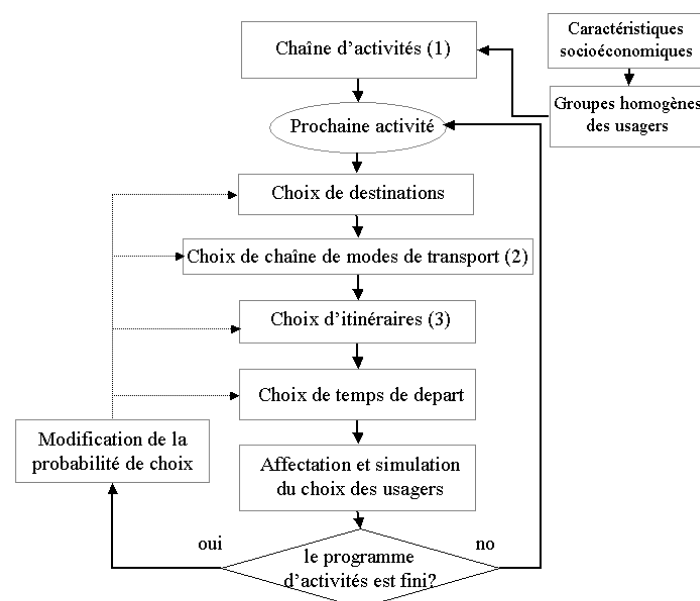 Caractéristiques
socioéconomiques
Groupes homogènes
des usagers
Chaîne d'activités (1)
Prochaine activité
Choix de destinations
Choix de chaîne de modes de transport (2)
Choix d'itinéraires (3)
Choix de temps de depart
Modification de la
probabilité de choix
Affectation et simulation
du choix des usagers
oui
no
le programme
d'activités est fini?